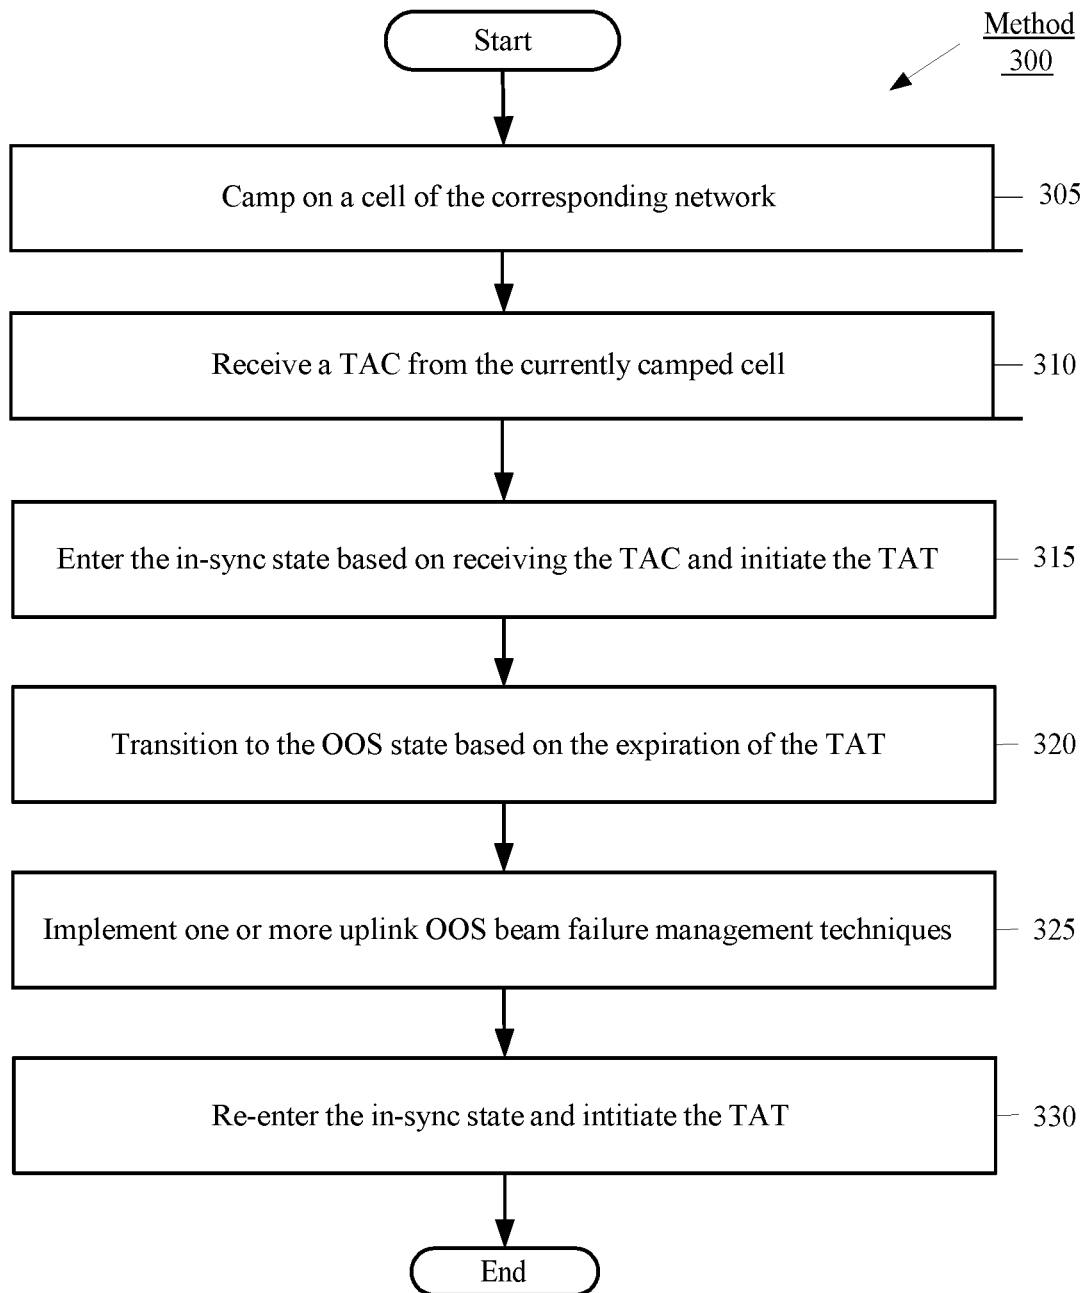 Method
300
Start
Camp on a cell of the corresponding network
305
Receive a TAC from the currently camped cell
310
Enter the in-sync state based on receiving the TAC and initiate the TAT
315
Transition to the OOS state based on the expiration of the TAT
320
Implement one or more uplink OOS beam failure management techniques
325
Re-enter the in-sync state and intitiate the TAT
330
End